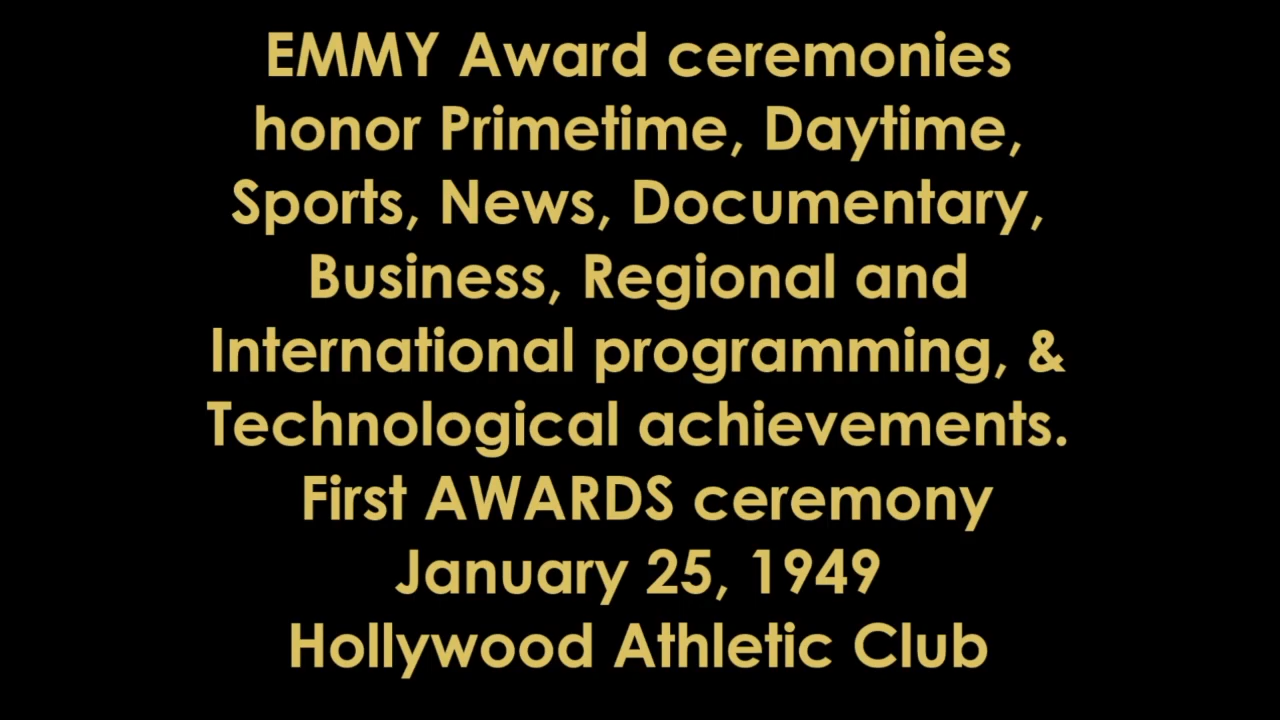 EMMY Award ceremonies
honor Primetime, Daytime,
Sports, News, Documentary,
Business, Regional and
International programming, &
Technological achievements.
First AWARDS ceremony
January 25, 1949
Hollywood Athletic Club